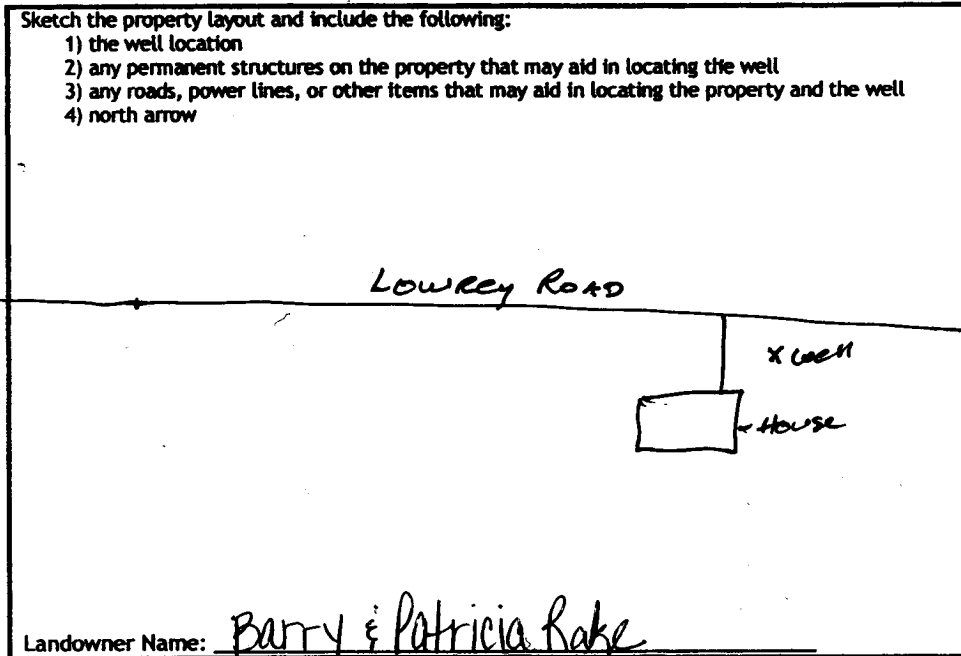 Sketch the property layout and include the following:
1) the well location
2) any permanent structures on the property that may aid in locating the well
3) any roads, power lines, or other items that may aid in locating the property and the well
4) north arrow
Lowrey Road
x well
House
Landowner Name: Barry & Patricia Rake